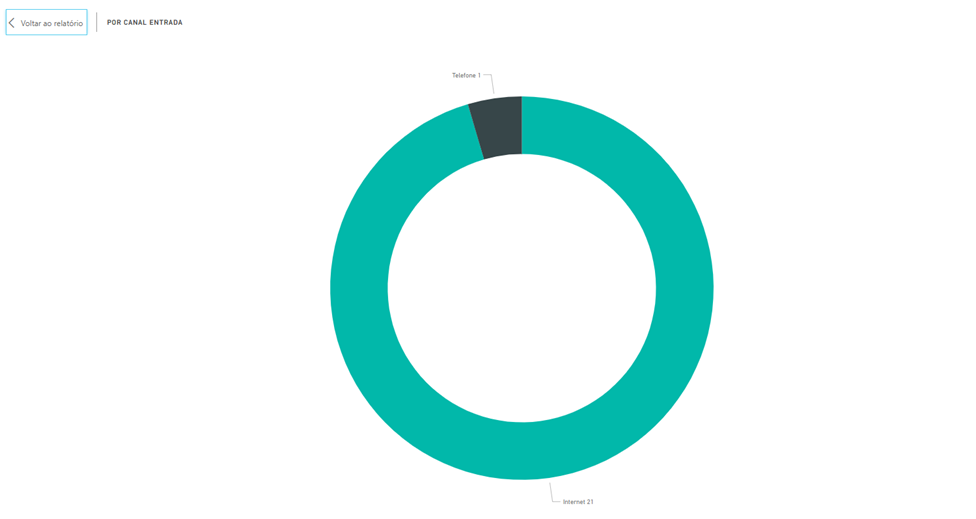 Voltar ao relatório
POR CANAL ENTRADA
Telefone 1
Internet 21